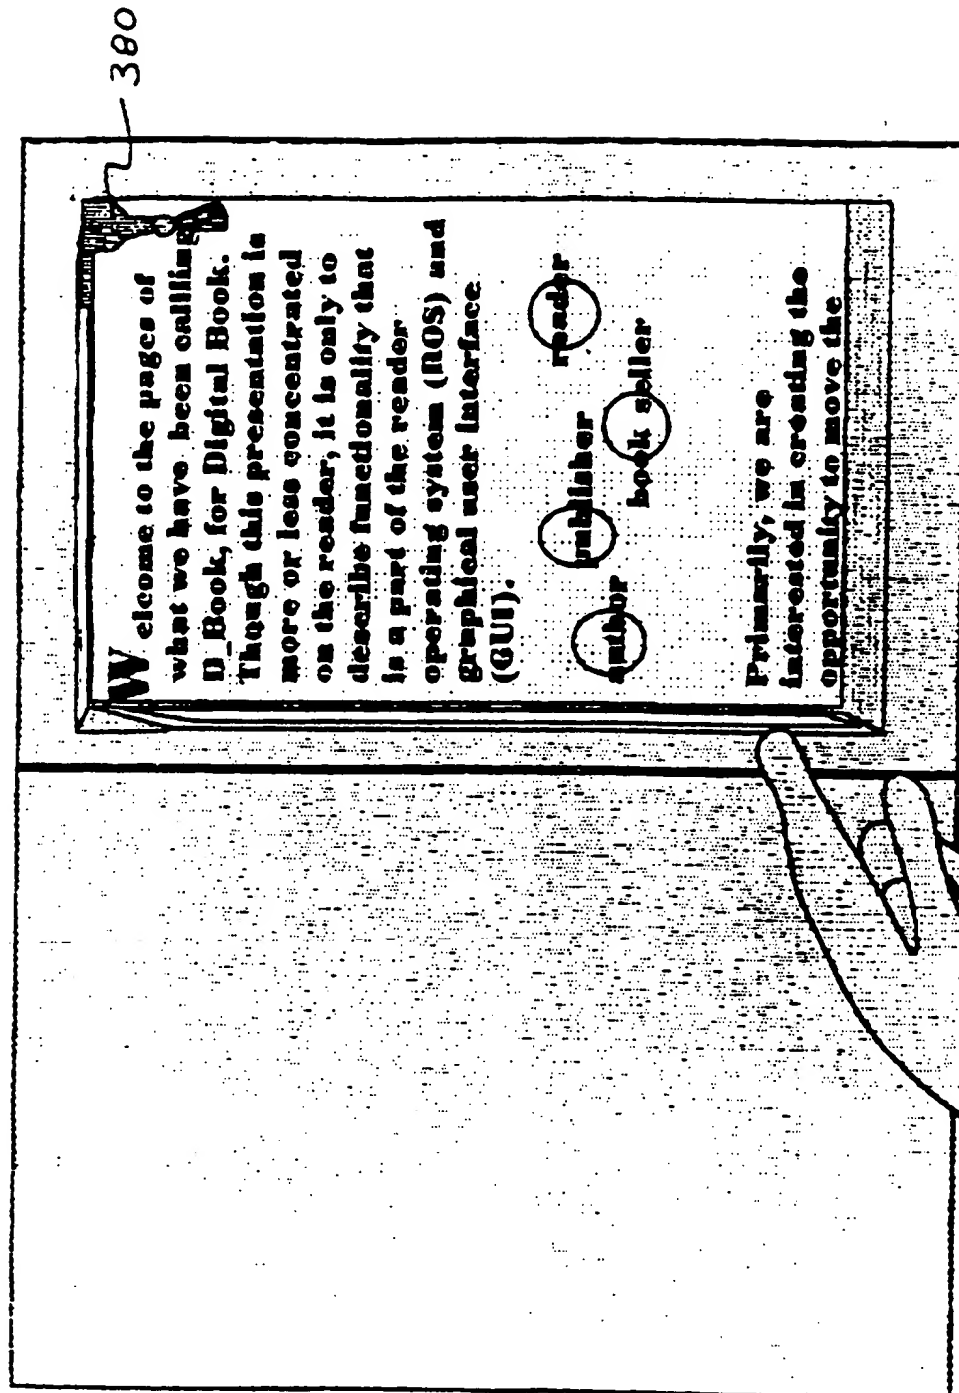 380
Welcome to the pages of
what we have been callling
D_Book, for Digital Book.
Though this presentation is
more or less concentrated
on the reader, it is only to
describe functionality that
is a part of the reader
operating system (ROS) and
graphical user interface
(GUI).
author
publisher
book seller
reader
Primarily, we are
interested in creating the
opportunity to move the